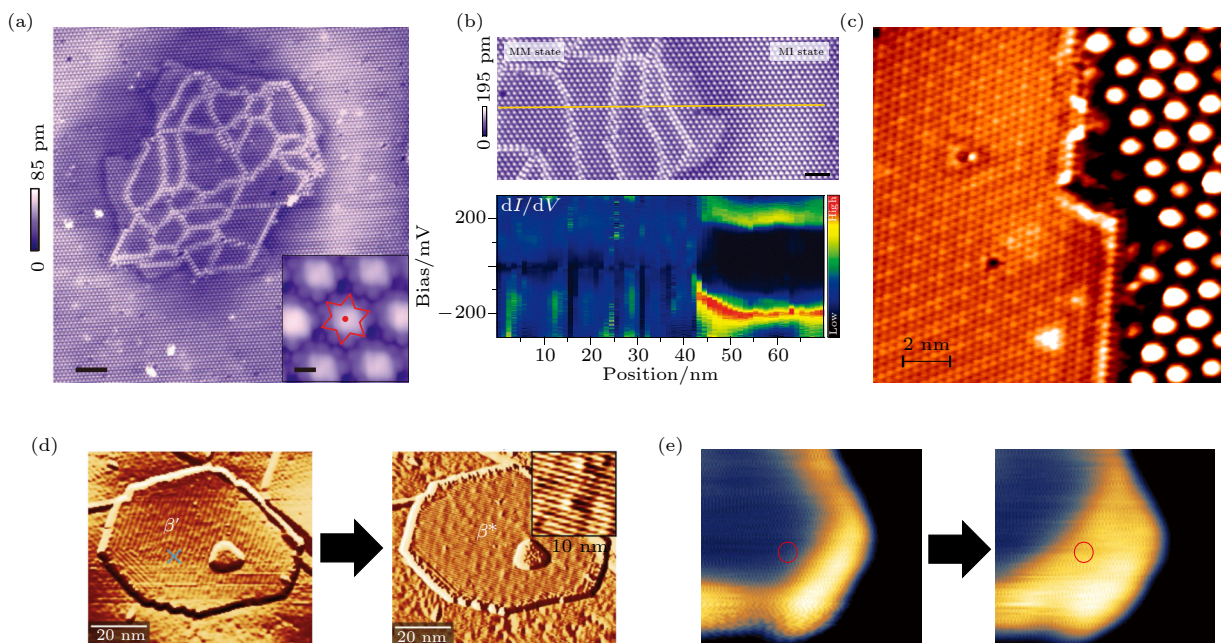 (a)
0 85 pm
(b)
MM state
MI state
0 195 pm
dI/dV
200
−200
Bias/mV
10 20 30 40 50 60
Position/nm
High
Low
(c)
2 nm
(d)
β′
20 nm
β*
10 nm
20 nm
(e)